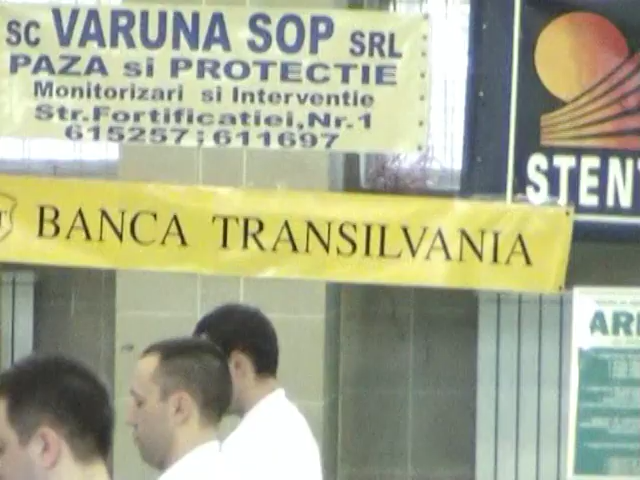 SC VARUNA SOP SRL
PAZA si PROTECTIE
Monitorizari si Interventie
Str.Fortificatiei,Nr.1
615257;611697
STENT
BANCA TRANSILVANIA
ARI